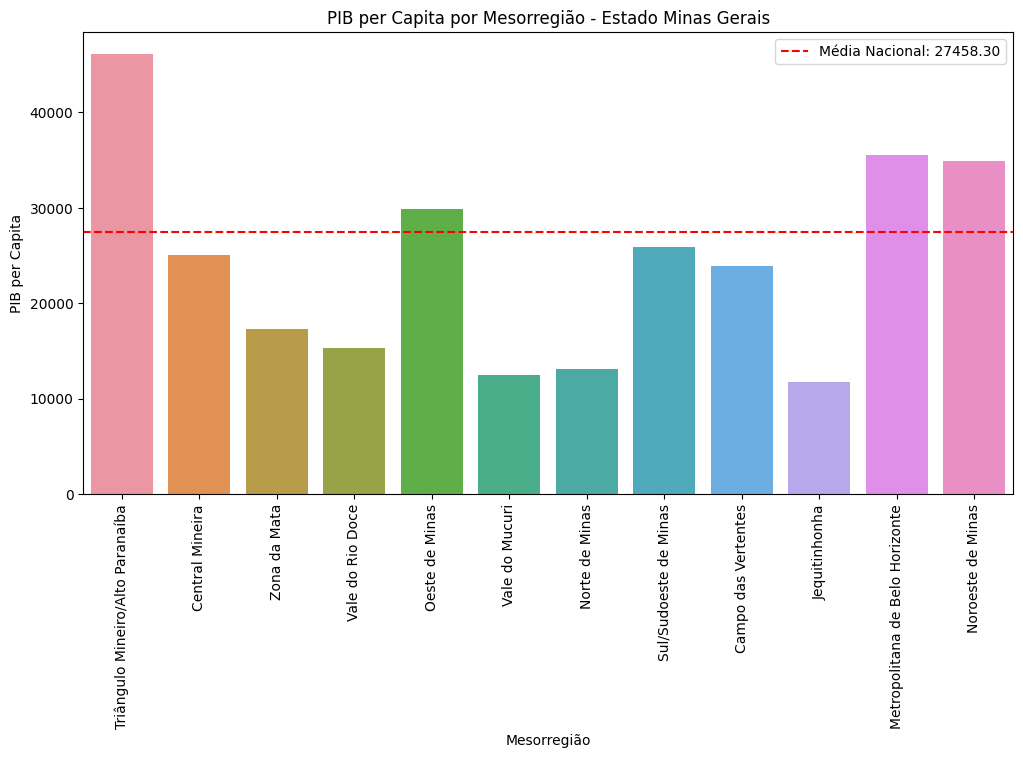 PIB per Capita por Mesorregião - Estado Minas Gerais
Média Nacional: 27458.30
PIB per Capita
40000
30000
20000
10000
0
Triângulo Mineiro/Alto Paranaíba
Central Mineira
Zona da Mata
Vale do Rio Doce
Oeste de Minas
Vale do Mucuri
Norte de Minas
Sul/Sudoeste de Minas
Campo das Vertentes
Jequitinhonha
Metropolitana de Belo Horizonte
Noroeste de Minas
Mesorregião